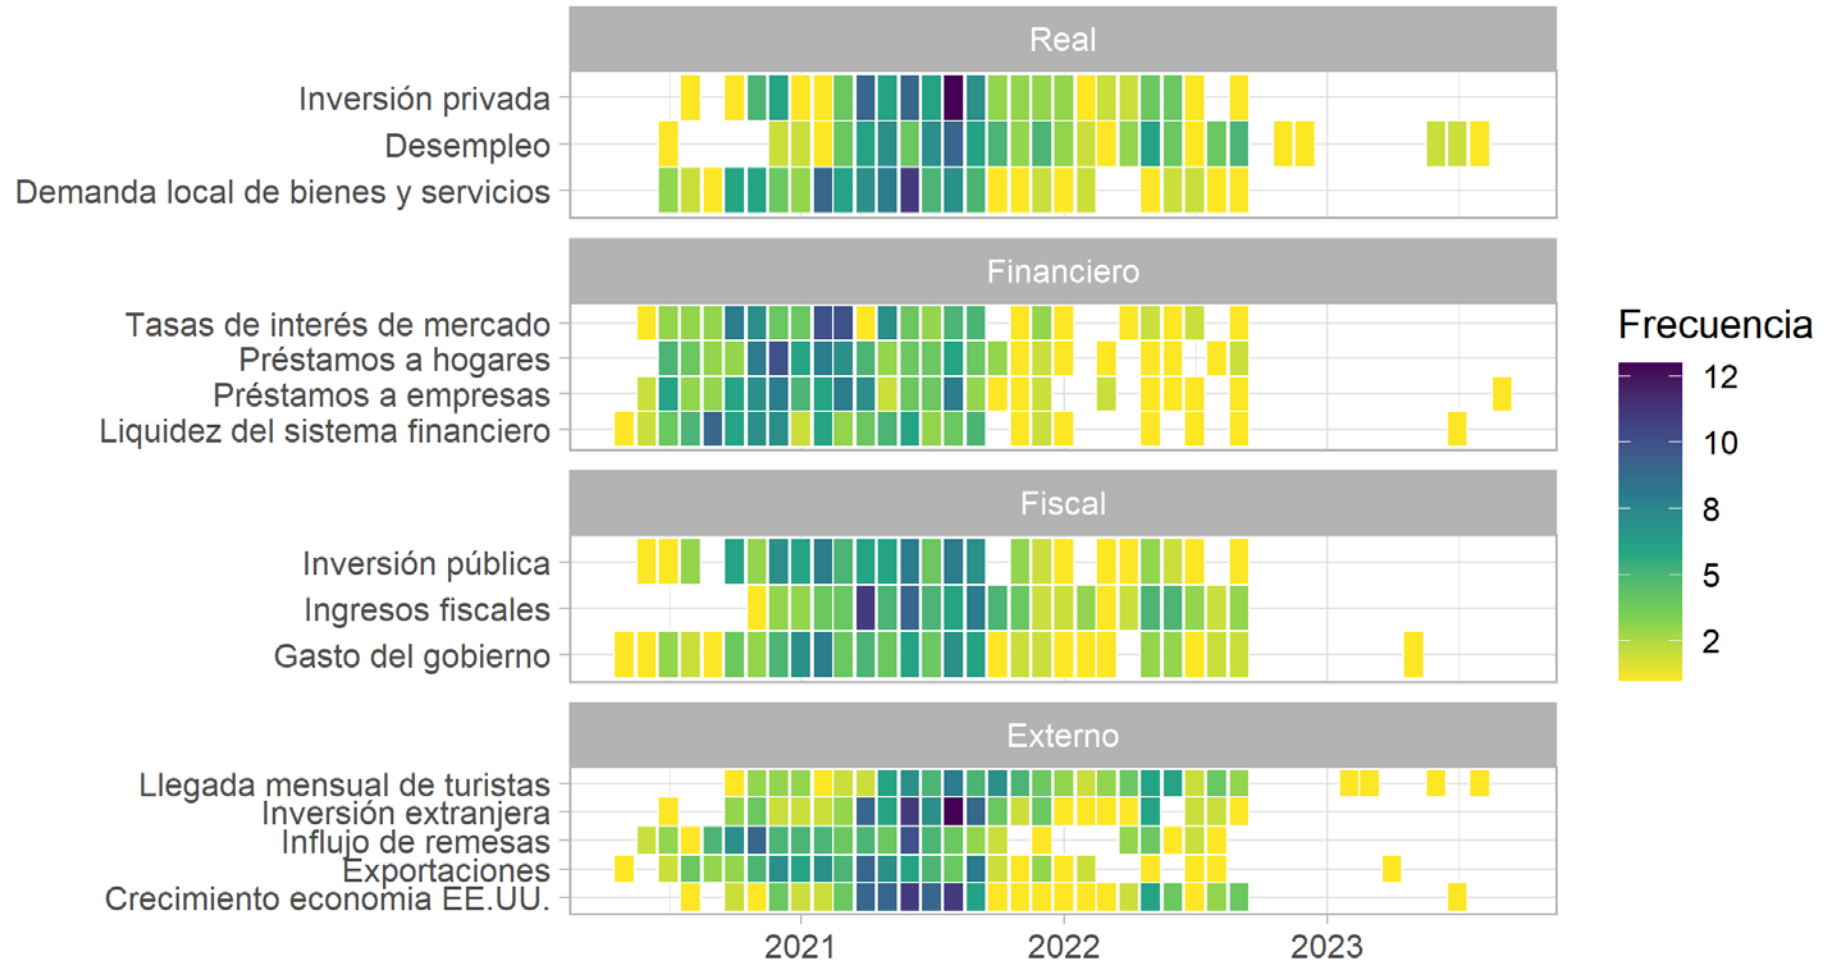 Real
Inversión privada
Desempleo
Demanda local de bienes y servicios
Financiero
Tasas de interés de mercado
Préstamos a hogares
Préstamos a empresas
Liquidez del sistema financiero
Fiscal
Inversión pública
Ingresos fiscales
Gasto del gobierno
Externo
Llegada mensual de turistas
Inversión extranjera
Influjo de remesas
Exportaciones
Crecimiento economia EE.UU.
2021 2022 2023
Frecuencia
12
10
8
5
2